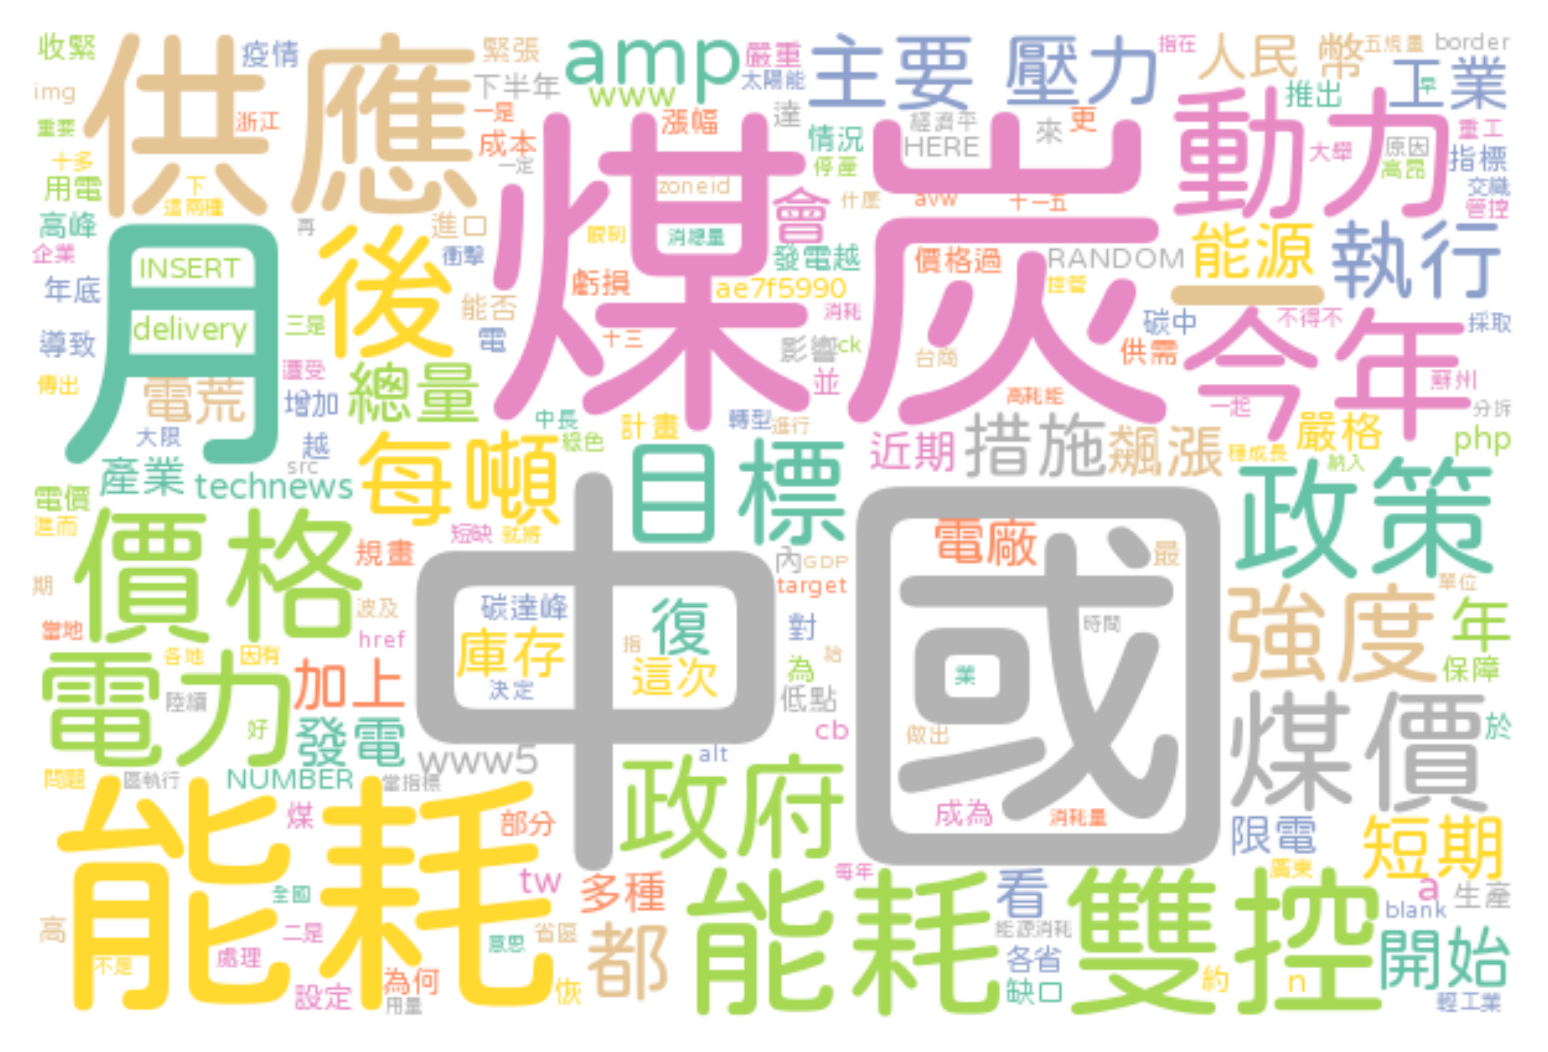 收緊
供應
疫情
緊張
amp
嚴重
主要
壓力
指在
人民
幣
五規畫
border
img
下半年
www
太陽能
工業
早
推出
動力
重要
浙江
一是
成本
漲幅
達
情況
經濟平
HERE
來
更
重工
十多
用電
下
這兩種
一定
煤炭
zoneid
停產
大舉
原因
高昂
指標
交織
管控
高峰
月
後
進口
會
什麼
avw
十一五
再
企業
INSERT
衝擊
限制
消總量
發電越
價格過
RANDOM
控管
能源
執行
年底
delivery
三是
能否
虧損
ae7f5990
消耗
一
導致
電
十三
影響
ck
台商
碳中
供需
今年
不得不
採取
傳出
電荒
遭受
增加
總量
並
高耗能
蘇州
一起
分拆
大限
越
中長
綠色
計畫
轉型
進行
近期
措施
飆漲
嚴格
種成長
納入
php
產業
src
technews
每噸
目標
政策
電價
進而
價格
規畫
短缺
就將
中國
電廠
最
內
GDP
target
單位
期
當地
波及
href
碳達峰
庫存
決定
復
這次
指
對
為
給
低點
時間
業
強度
年
保障
各地
因有
電力
陸續
好
加上
發電
www5
cb
做出
煤價
於
問題
區執行
NUMBER
當指標
alt
政府
成為
消耗量
限電
短期
能耗
煤
部分
tw
多種
每年
能耗
看
雙控
廣東
a
blank
生產
全國
高
不是
處理
二是
意思
省區
都
能源消耗
各省
缺口
約
n
開始
設定
為何
用量
恢
輕工業